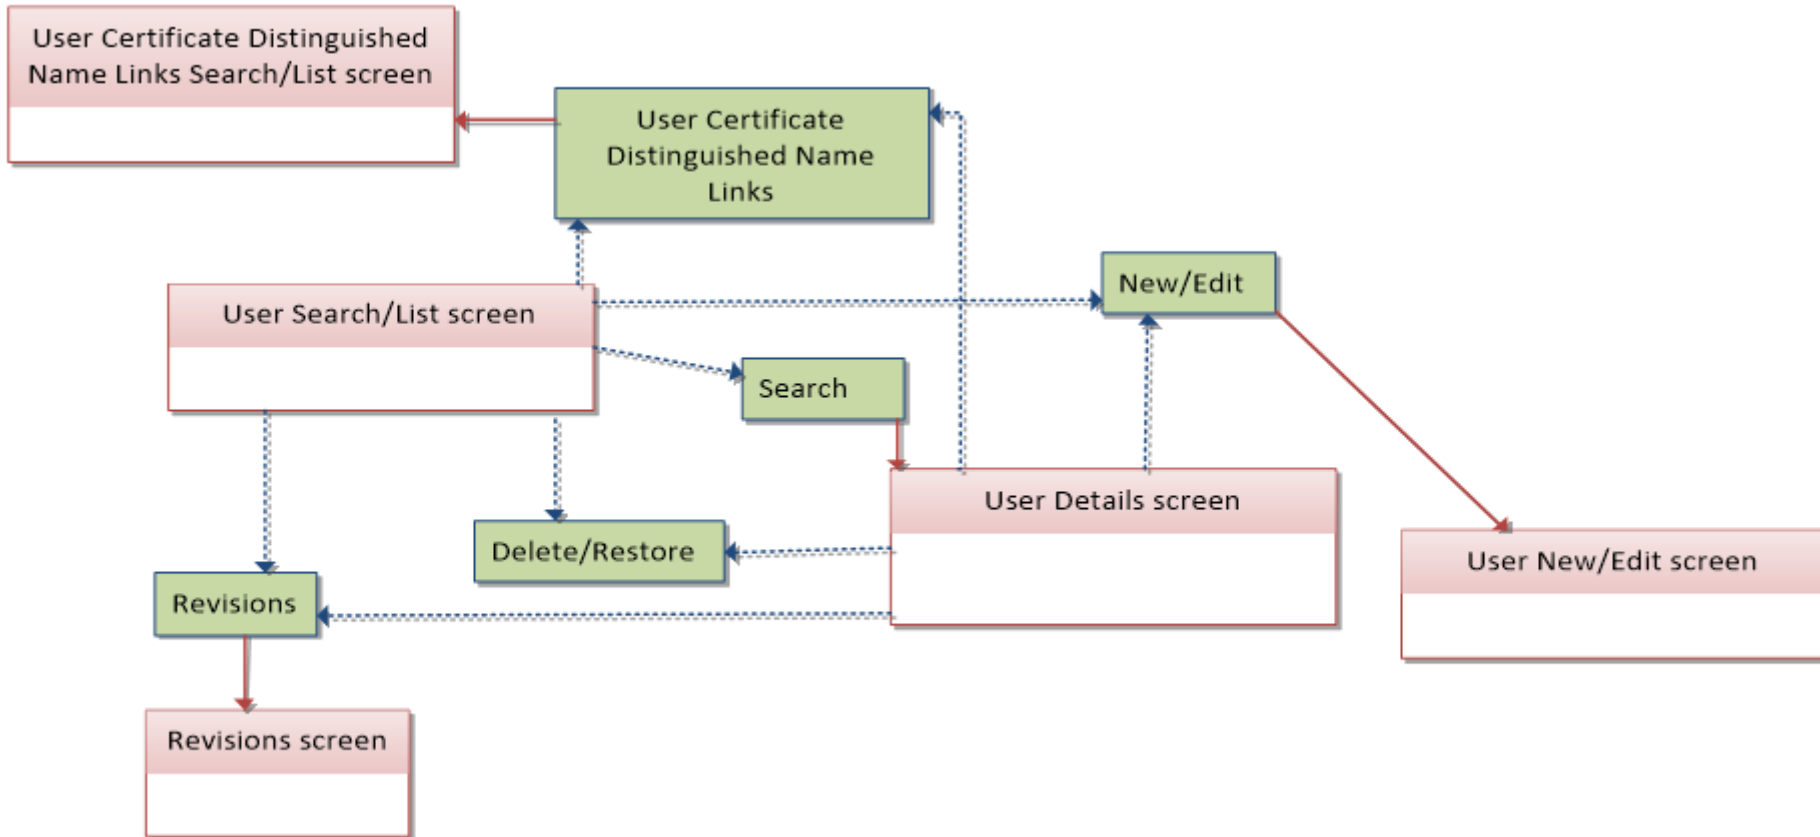 User Certificate Distinguished
Name Links Search/List screen
User Certificate
Distinguished Name
Links
New/Edit
User Search/List screen
Search
User Details screen
Delete/Restore
User New/Edit screen
Revisions
Revisions screen